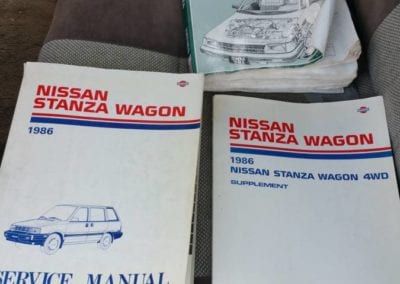 NISSAN
STANZA WAGON
1986
SERVICE MANUAL
NISSAN
STANZA WAGON
1986
NISSAN STANZA WAGON 4WD
SUPPLEMENT